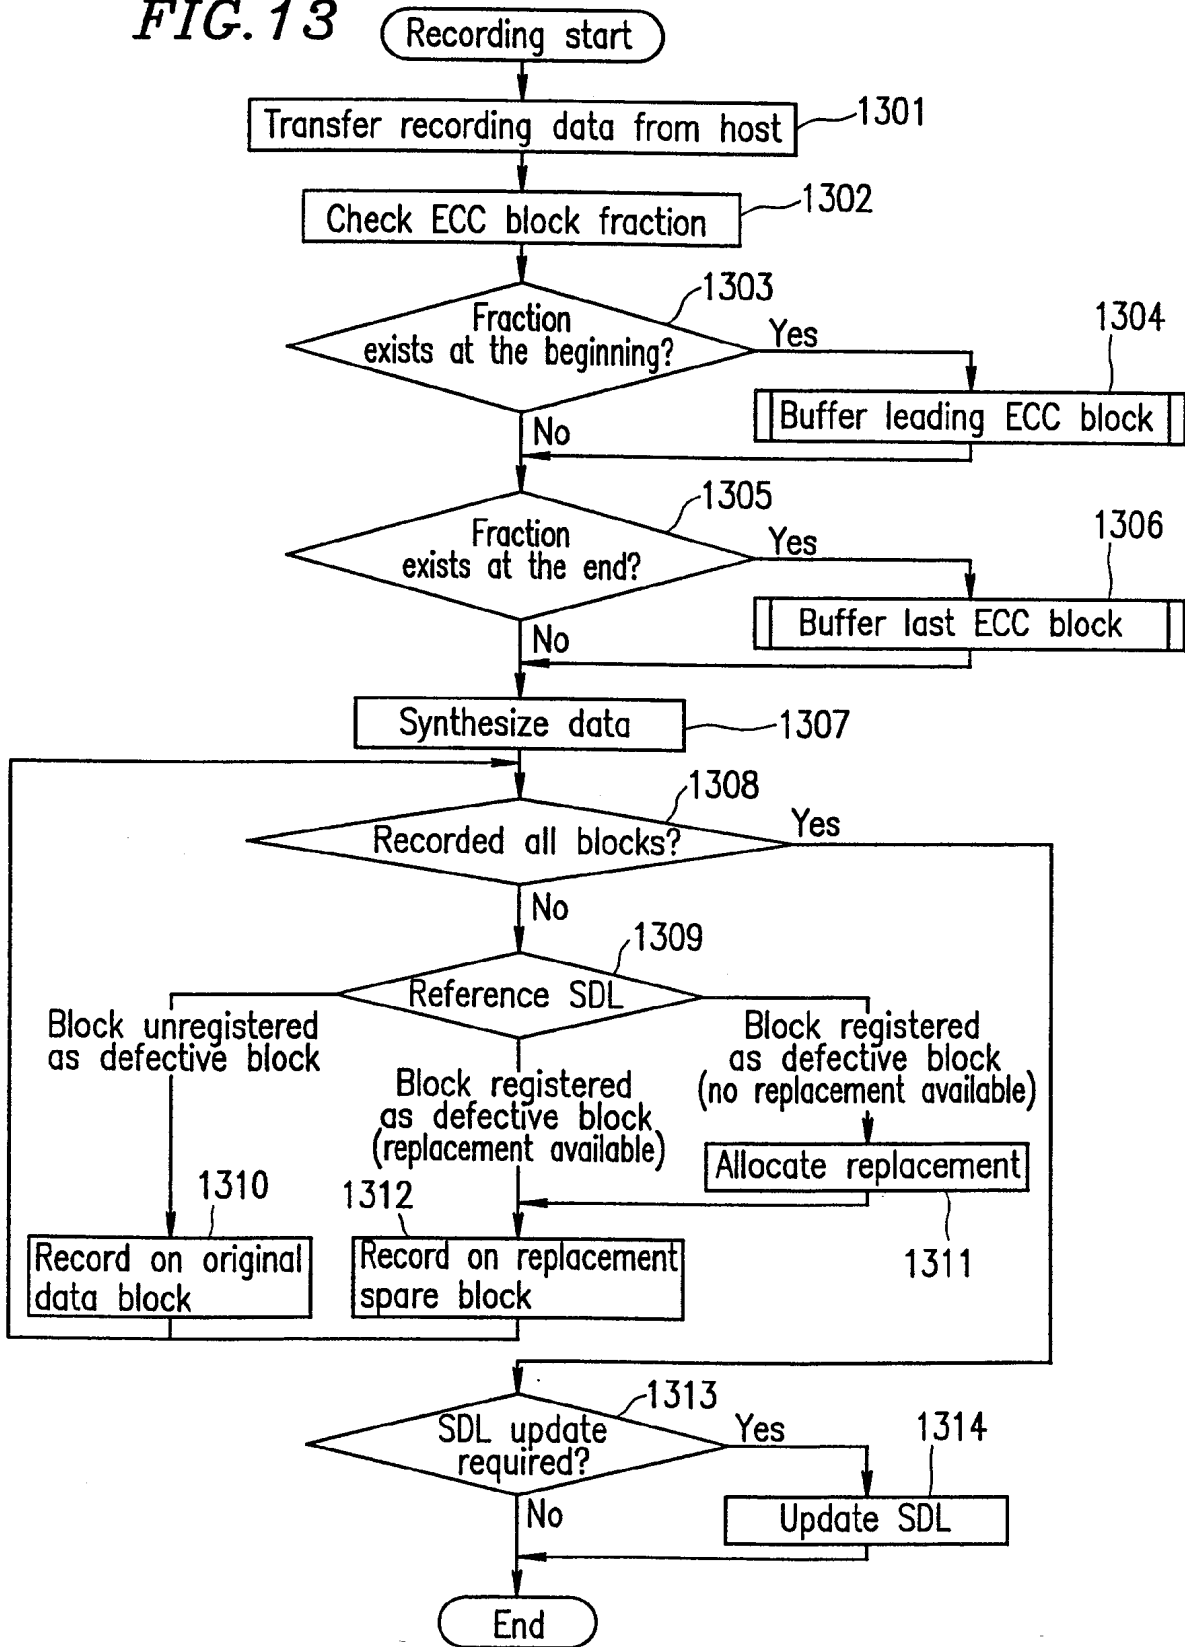 FIG. 13
Recording start
Transfer recording data from host
1301
Check ECC block fraction
1302
1303
Fraction
exists at the beginning?
Yes
1304
Buffer leading ECC block
No
1305
Fraction
exists at the end?
Yes
1306
Buffer last ECC block
No
Synthesize data
1307
1308
Recorded all blocks?
Yes
No
1309
Reference SDL
Block unregistered
as defective block
Block registered
as defective block
(replacement available)
Block registered
as defective block
(no replacement available)
Allocate replacement
1311
1310
Record on original
data block
1312
Record on replacement
spare block
1313
SDL update
required?
Yes
1314
Update SDL
No
End